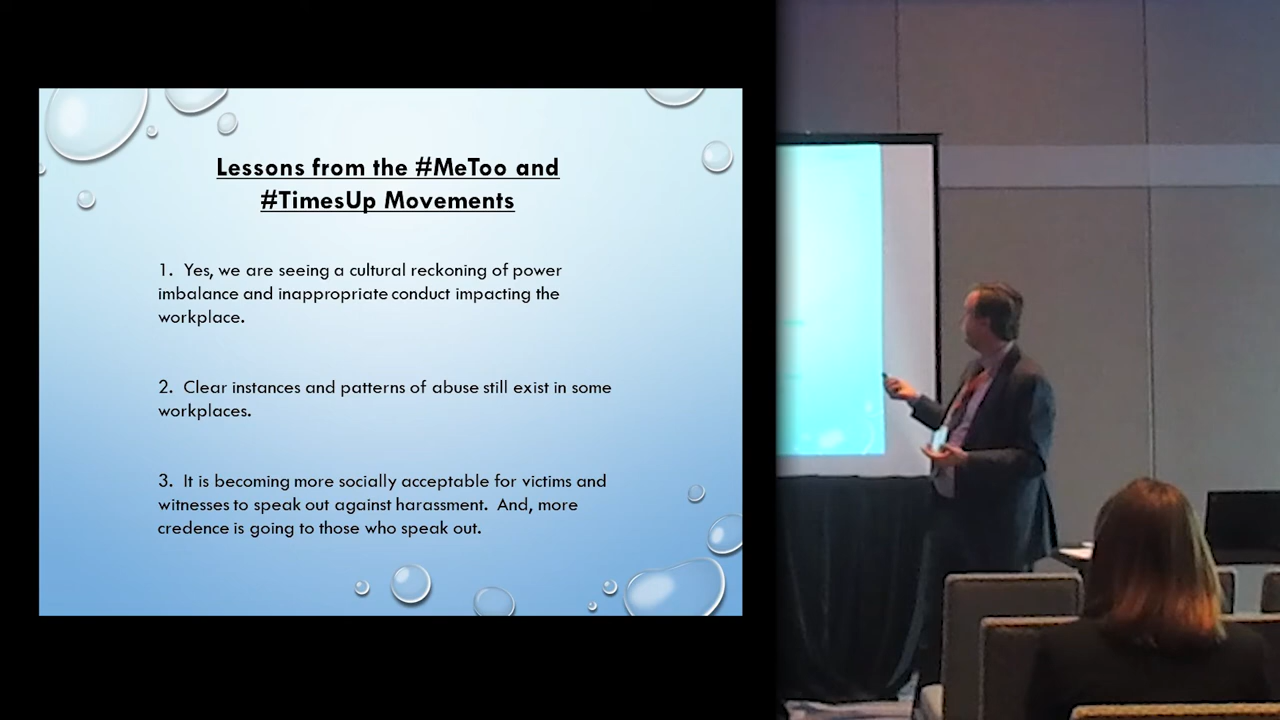 Lessons from the #MeToo and
#TimesUp Movements
1. Yes, we are seeing a cultural reckoning of power
imbalance and inappropriate conduct impacting the
workplace.
2. Clear instances and patterns of abuse still exist in some
workplaces.
3. It is becoming more socially acceptable for victims and
witnesses to speak out against harassment. And, more
credence is going to those who speak out.